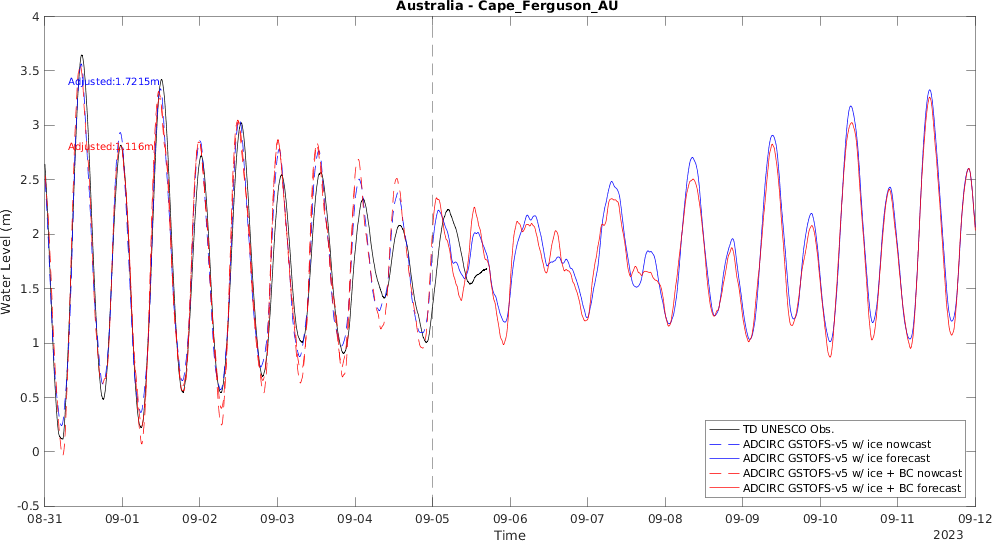 Australia - Cape_Ferguson_AU
4
3.5
3
2.5
2
1.5
1
0.5
0
-0.5
Water Level (m)
Adjusted:1.7215m
Adjusted:1.116m
TD UNESCO Obs.
ADCIRC GSTOFS-v5 w/ ice nowcast
ADCIRC GSTOFS-v5 w/ ice forecast
ADCIRC GSTOFS-v5 w/ ice + BC nowcast
ADCIRC GSTOFS-v5 w/ ice + BC forecast
08-31 09-01 09-02 09-03 09-04 09-05 09-06 09-07 09-08 09-09 09-10 09-11 09-12
Time
2023